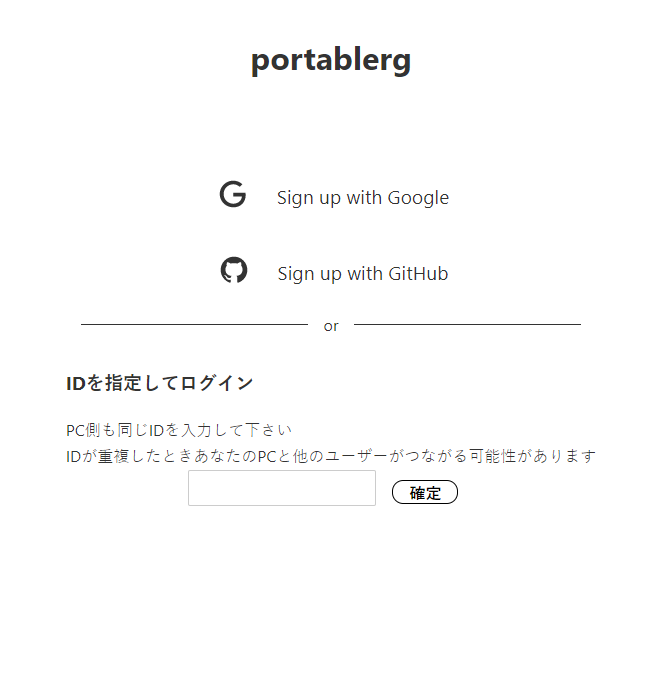 portablerg
Sign up with Google
Sign up with GitHub
or
IDを指定してログイン
PC側も同じIDを入力して下さい
IDが重複したときあなたのPCと他のユーザーがつながる可能性があります
確定